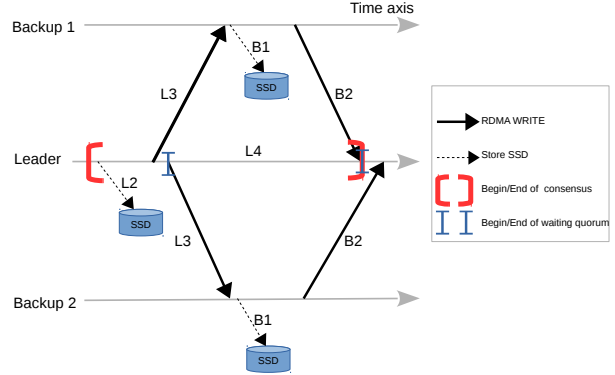 Time axis
Backup 1
B1
SSD
L3
B2
RDMA WRITE
Leader
L4
Store SSD
L2
Begin/End of consensus
SSD
Begin/End of waiting quorum
L3
B2
Backup 2
B1
SSD